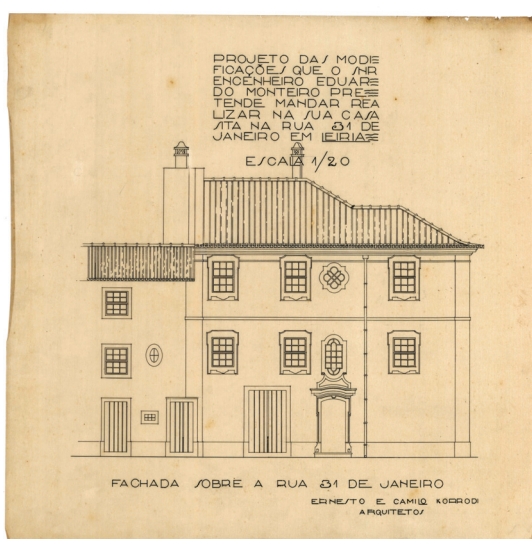 PROJETO DAS MODI
FICAÇÕES QUE O SNR
ENGENHEIRO EDUAR
DO MONTEIRO PRE
TENDE MANDAR REA
LIZAR NA SUA CASA
SITA NA RUA 31 DE
JANEIRO EM LEIRIA
ESCALA 1/20
FACHADA SOBRE A RUA 31 DE JANEIRO
ERNESTO E CAMILO KORRODI
ARQUITETOS